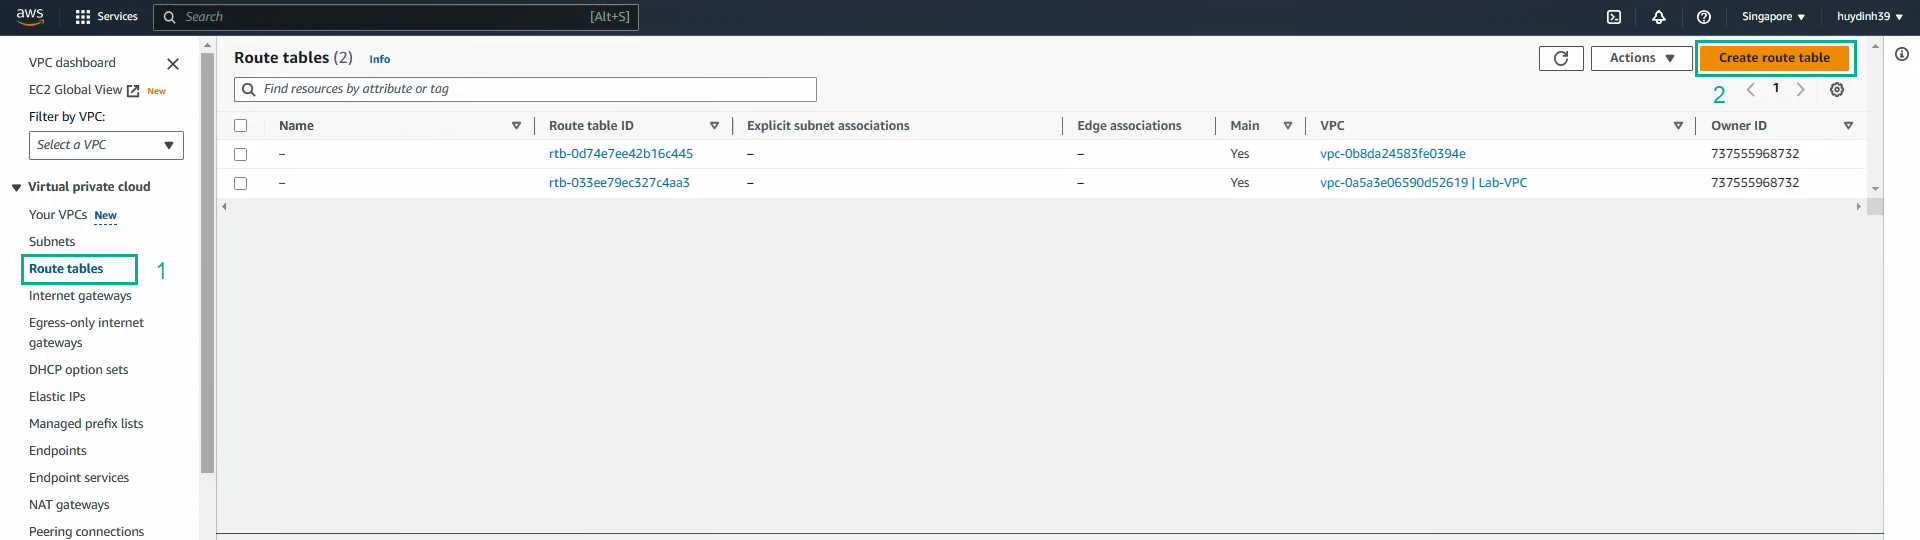 aws Services Search [Alt+S] Singapore huydinh39
VPC dashboard
EC2 Global View New
Filter by VPC:
Select a VPC
Virtual private cloud
Your VPCs New
Subnets
Route tables 1
Internet gateways
Egress-only internet
gateways
DHCP option sets
Elastic IPs
Managed prefix lists
Endpoints
Endpoint services
NAT gateways
Peering connections
Route tables (2) Info Actions Create route table
Find resources by attribute or tag 2 1
Name Route table ID Explicit subnet associations Edge associations Main VPC Owner ID
– rtb-0d74e7ee42b16c445 – – Yes vpc-0b8da24583fe0394e 737555968732
– rtb-033ee79ec327c4aa3 – – Yes vpc-0a5a3e06590d52619 | Lab-VPC 737555968732